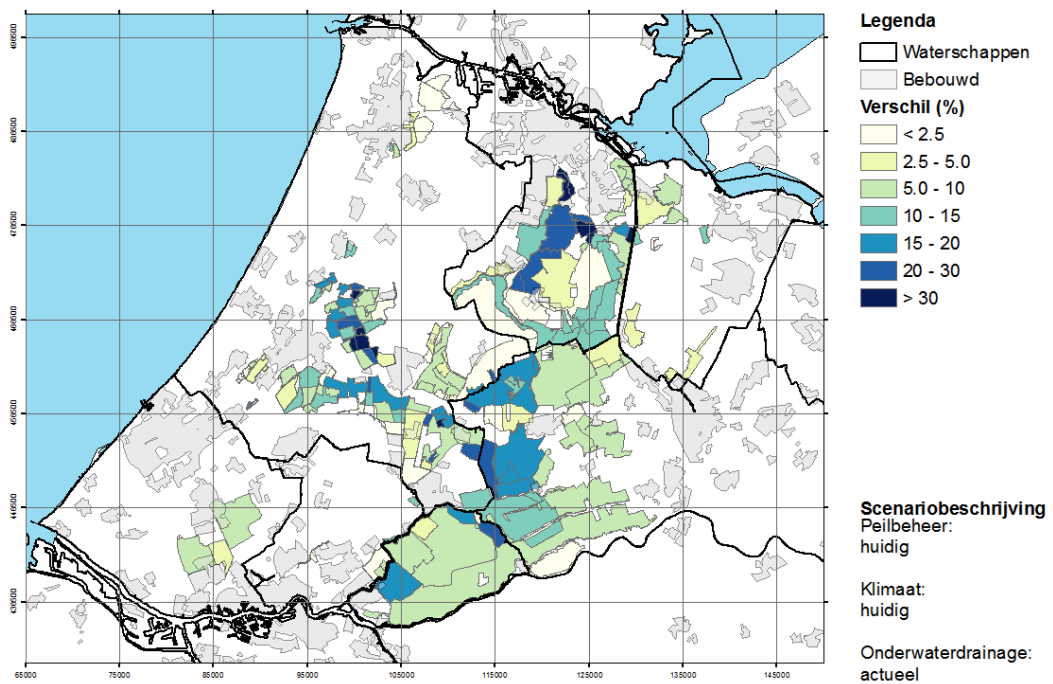 Legenda
Waterschappen
Bebouwd
Verschil (%)
< 2.5
2.5 - 5.0
5.0 - 10
10 - 15
15 - 20
20 - 30
> 30
Scenariobeschrijving
Peilbeheer:
huidig
Klimaat:
huidig
Onderwaterdrainage:
actueel
65000 75000 85000 95000 105000 115000 125000 135000 145000